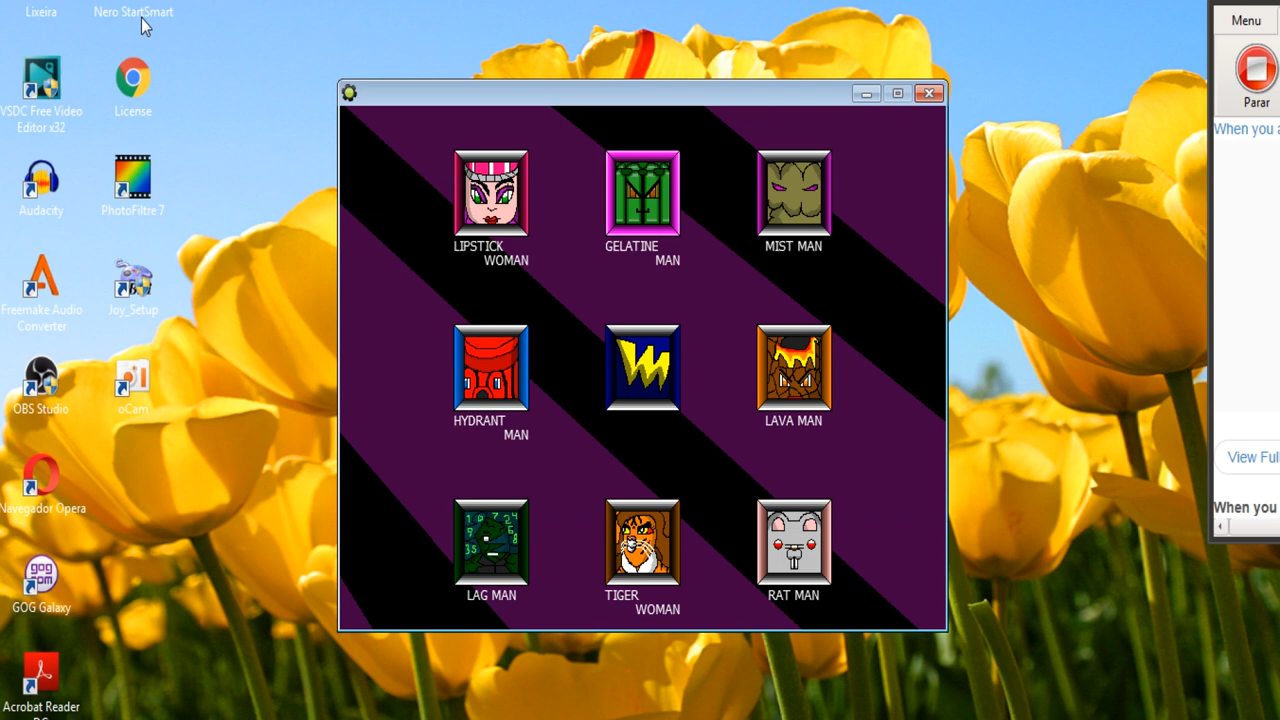 Lixeira
Nero StartSmart
VSDC Free Video
Editor x32
License
Audacity
PhotoFiltre 7
Freemake Audio
Converter
Joy_Setup
OBS Studio
oCam
Navegador Opera
GOG Galaxy
Acrobat Reader
LIPSTICK
WOMAN
GELATINE
MAN
MIST MAN
HYDRANT
MAN
W
LAVA MAN
LAG MAN
TIGER
WOMAN
RAT MAN
Menu
Parar
When you a
View Full
When you